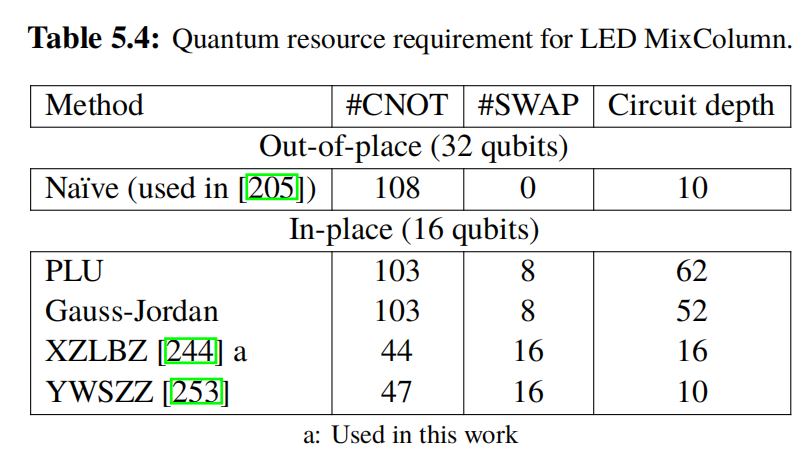 Table 5.4: Quantum resource requirement for LED MixColumn.
Method #CNOT #SWAP Circuit depth
Out-of-place (32 qubits)
Naïve (used in [205]) 108 0 10
In-place (16 qubits)
PLU 103 8 62
Gauss-Jordan 103 8 52
XZLBZ [244] a 44 16 16
YWSZZ [253] 47 16 10
a: Used in this work